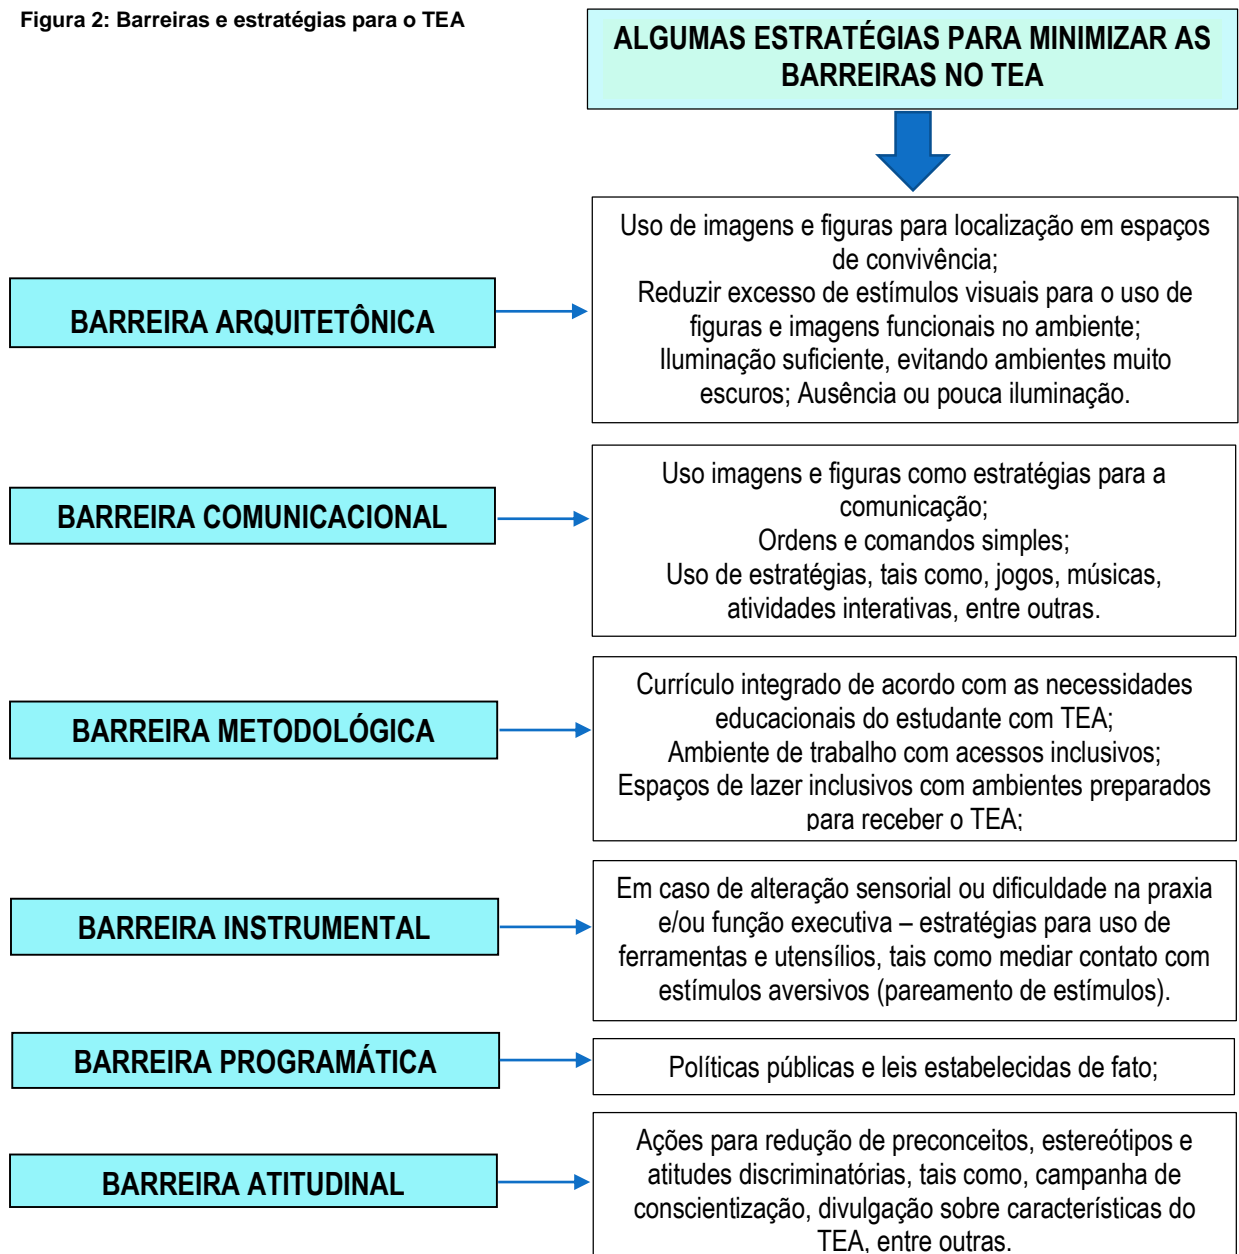 Figura 2: Barreiras e estratégias para o TEA
ALGUMAS ESTRATÉGIAS PARA MINIMIZAR AS
BARREIRAS NO TEA
BARREIRA ARQUITETÔNICA
Uso de imagens e figuras para localização em espaços
de convivência;
Reduzir excesso de estímulos visuais para o uso de
figuras e imagens funcionais no ambiente;
Iluminação suficiente, evitando ambientes muito
escuros; Ausência ou pouca iluminação.
BARREIRA COMUNICACIONAL
Uso imagens e figuras como estratégias para a
comunicação;
Ordens e comandos simples;
Uso de estratégias, tais como, jogos, músicas,
atividades interativas, entre outras.
BARREIRA METODOLÓGICA
Currículo integrado de acordo com as necessidades
educacionais do estudante com TEA;
Ambiente de trabalho com acessos inclusivos;
Espaços de lazer inclusivos com ambientes preparados
para receber o TEA;
BARREIRA INSTRUMENTAL
Em caso de alteração sensorial ou dificuldade na praxia
e/ou função executiva – estratégias para uso de
ferramentas e utensílios, tais como mediar contato com
estímulos aversivos (pareamento de estímulos).
BARREIRA PROGRAMÁTICA
Políticas públicas e leis estabelecidas de fato;
BARREIRA ATITUDINAL
Ações para redução de preconceitos, estereótipos e
atitudes discriminatórias, tais como, campanha de
conscientização, divulgação sobre características do
TEA, entre outras.